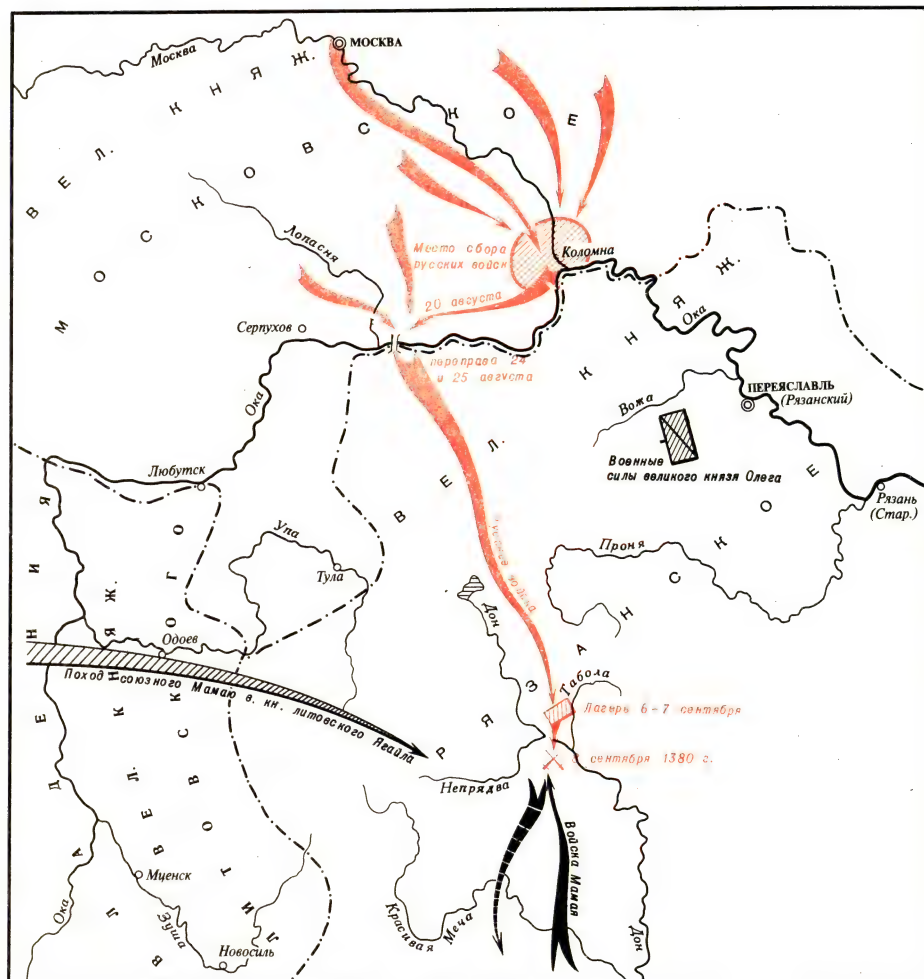 МОСКВА
Москва
ВЕЛ. КНЯЖ.
МОСКОВСКОЕ
Лопасня
Место сбора
русских войск
Коломна
20 августа
Серпухов
переправа 24
и 25 августа
Ока
Ока
ПЕРЕЯСЛАВЛЬ
(Рязанский)
Вожа
Военные
силы великого князя Олега
Рязань
(Стар.)
Любутск
ВЕЛ. КНЯЖ.
РЯЗАНСКОЕ
Упа
Тула
Проня
Дон
Одоев
Поход союзного Мамаю в. кн. литовского Ягайла
Табола
Лагерь 6-7 сентября
8 сентября 1380 г.
Непрядва
ВЛАДЕНИЯ
ВЕЛ. КНЯЖ.
ЛИТОВСКОГО
Войска Мамая
Мценск
Красивая Меча
Ока
Зуша
Новосиль
Дон